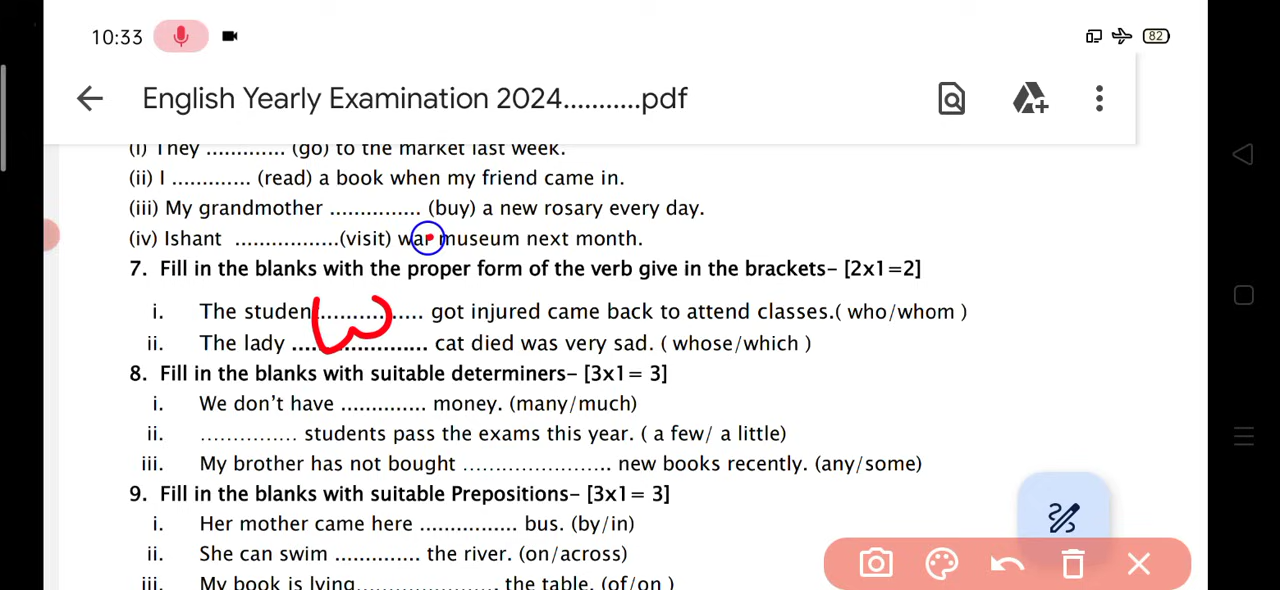 10:33 82
English Yearly Examination 2024...........pdf
(i) They ............. (go) to the market last week.
(ii) I ............. (read) a book when my friend came in.
(iii) My grandmother ............... (buy) a new rosary every day.
(iv) Ishant .................(visit) war museum next month.
7. Fill in the blanks with the proper form of the verb give in the brackets– [2x1=2]
i. The student................. got injured came back to attend classes.( who/whom )
ii. The lady ...................... cat died was very sad. ( whose/which )
8. Fill in the blanks with suitable determiners– [3x1= 3]
i. We don't have .............. money. (many/much)
ii. ................ students pass the exams this year. ( a few/ a little)
iii. My brother has not bought ........................ new books recently. (any/some)
9. Fill in the blanks with suitable Prepositions– [3x1= 3]
i. Her mother came here ................ bus. (by/in)
ii. She can swim .............. the river. (on/across)
iii. My book is lying....................... the table. (of/on )